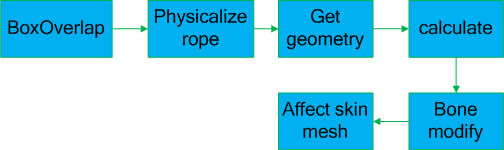 BoxOverlap
Physicalize
rope
Get
geometry
calculate
Bone
modify
Affect skin
mesh